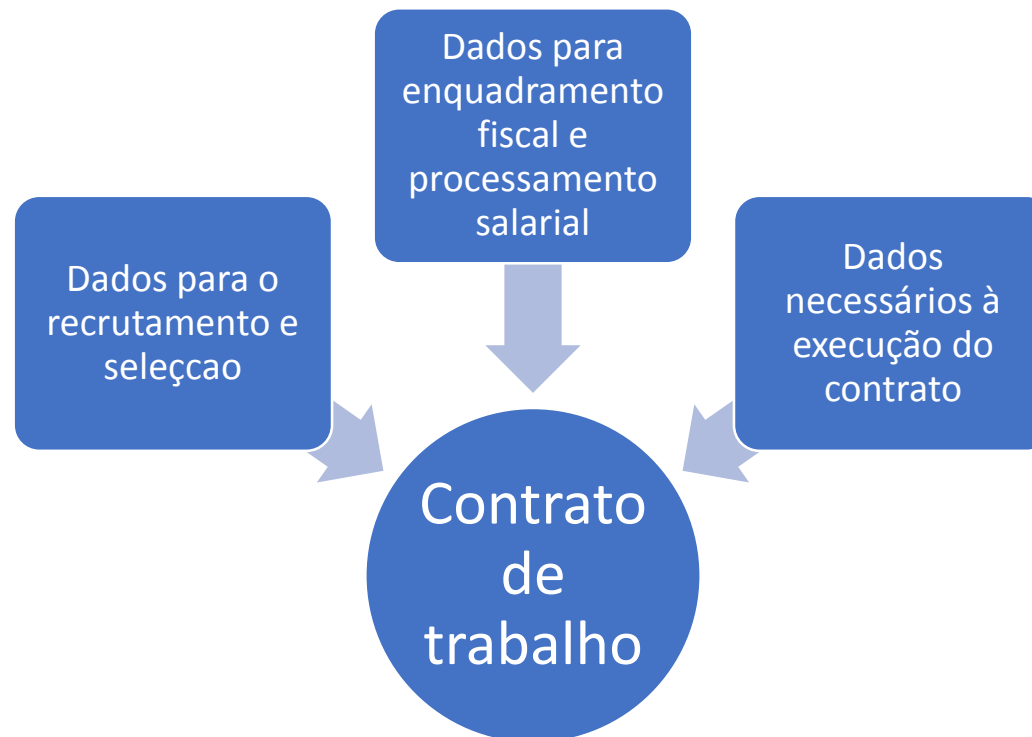 Dados para
enquadramento
fiscal e
processamento
salarial
Dados para o
recrutamento e
seleçcao
Dados
necessários à
execução do
contrato
Contrato
de
trabalho